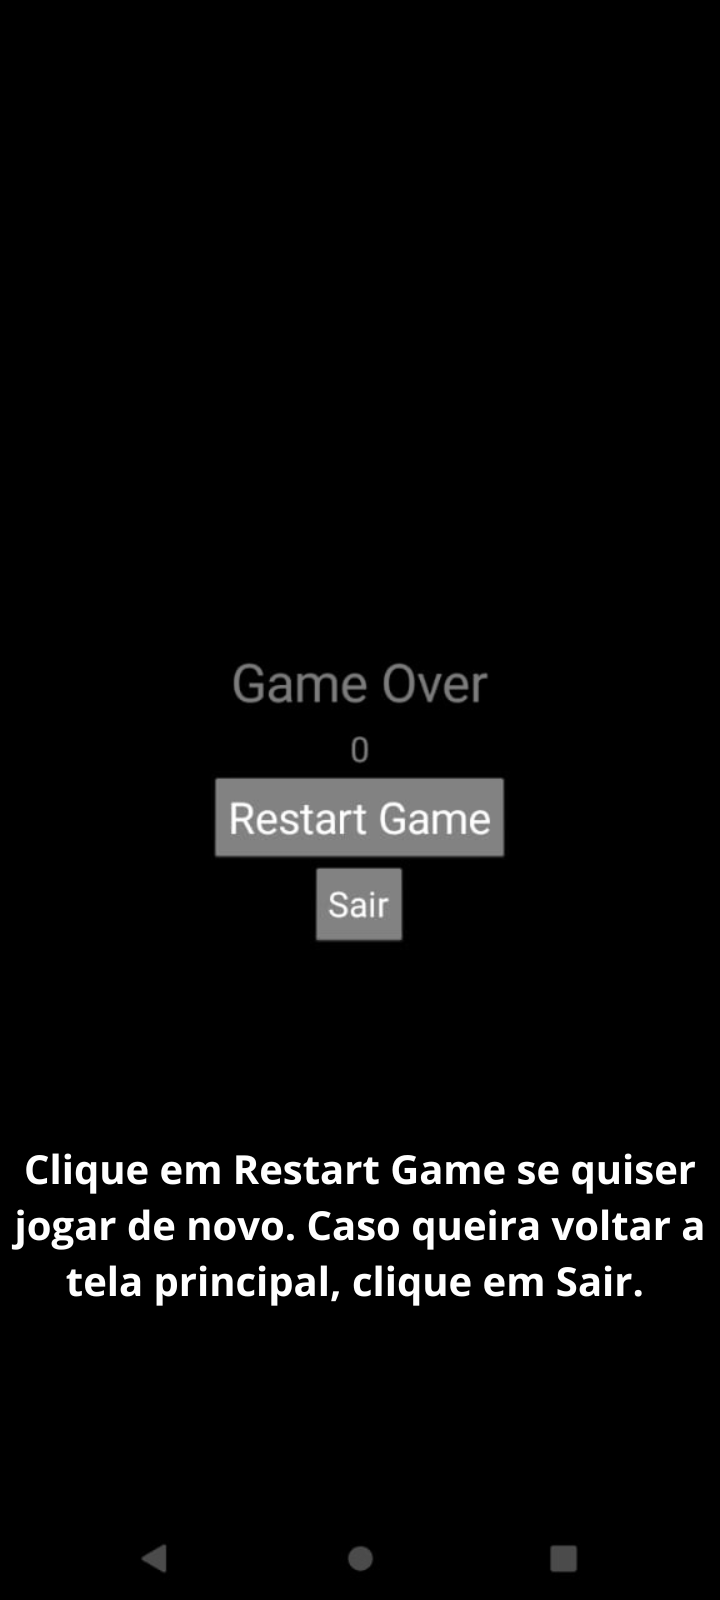 Game Over
0
Restart Game
Sair
Clique em Restart Game se quiser
jogar de novo. Caso queira voltar a
tela principal, clique em Sair.